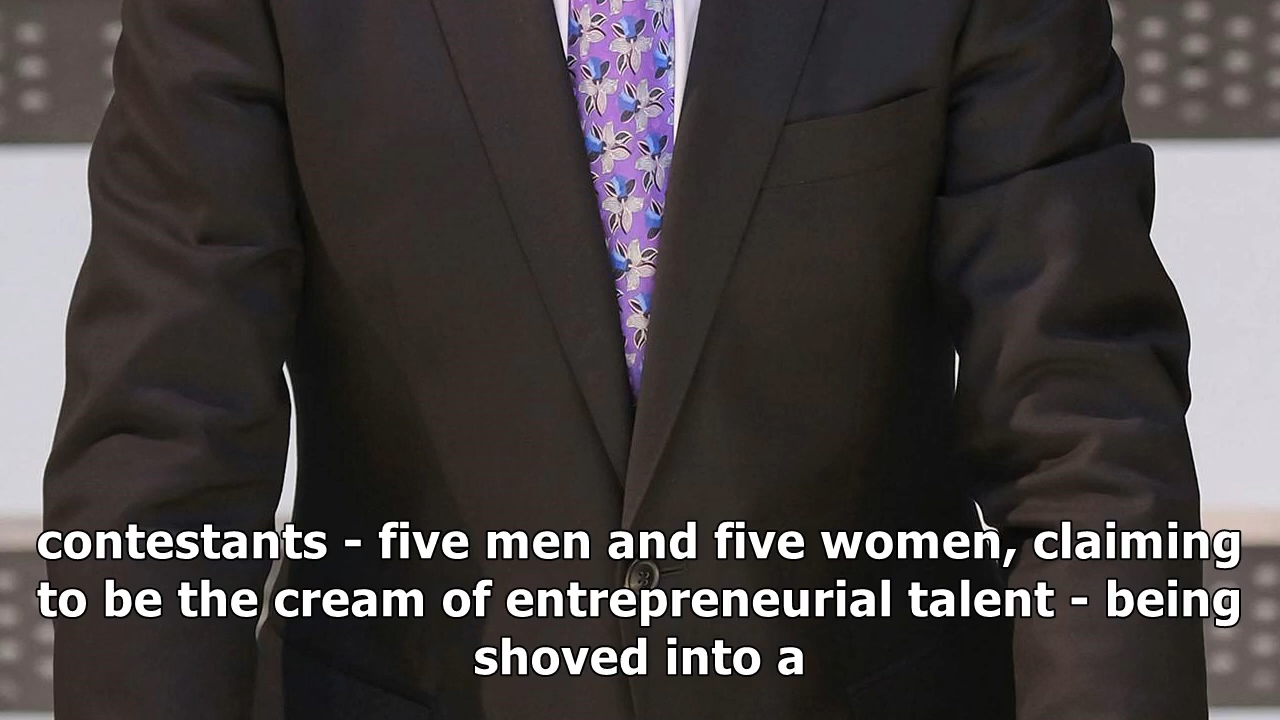 contestants - five men and five women, claiming
to be the cream of entrepreneurial talent - being
shoved into a